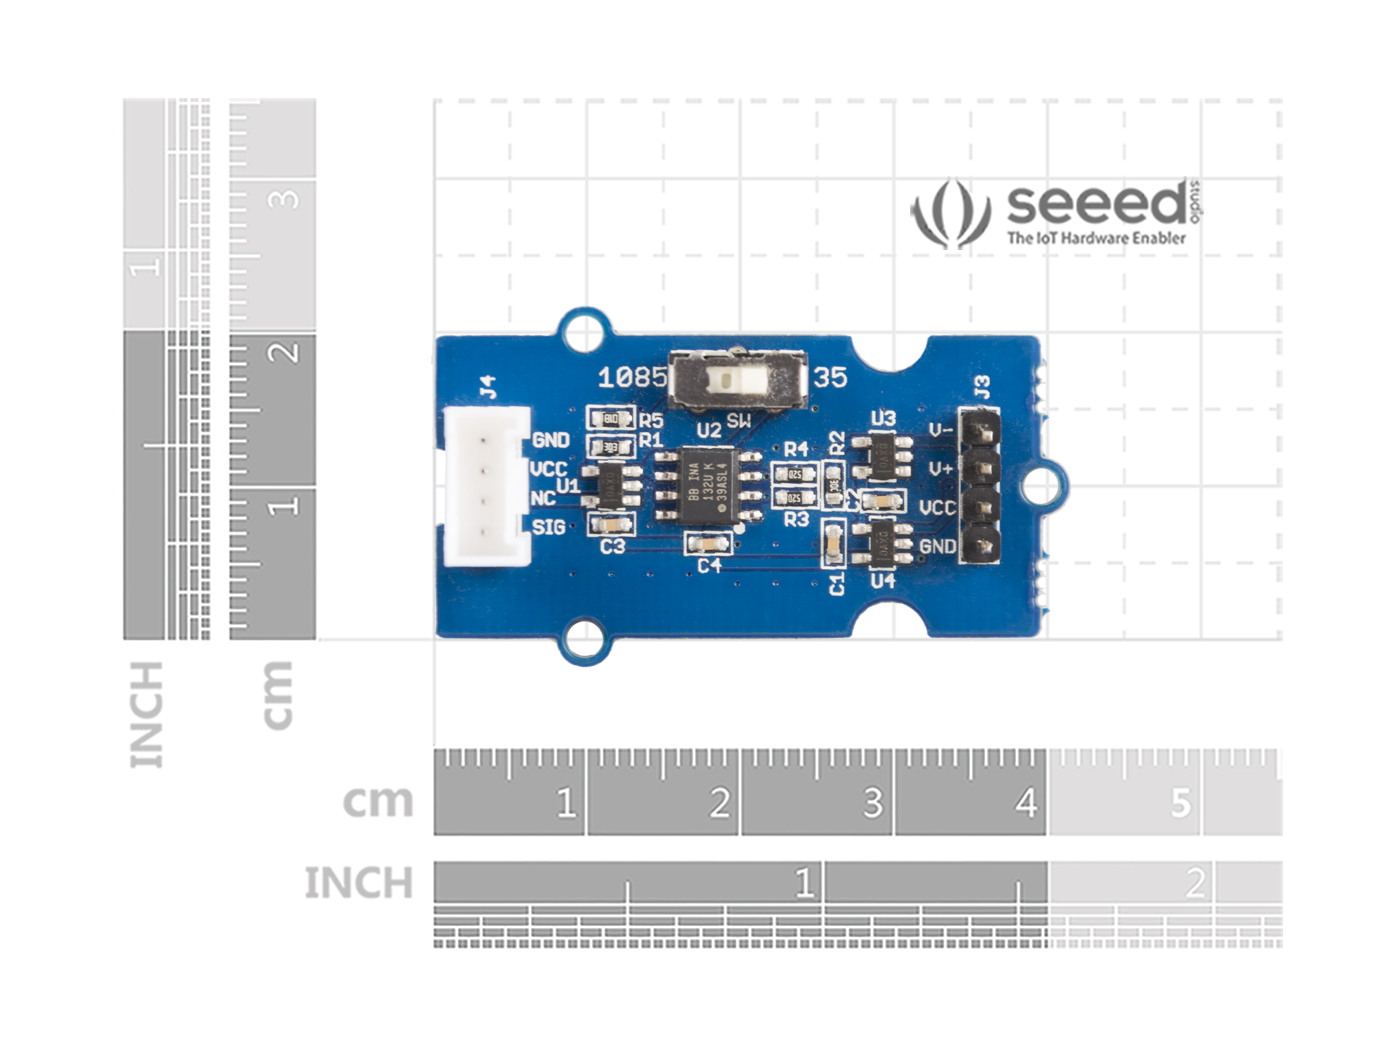 seeed
studio
The IoT Hardware Enabler
1
3
2
1
INCH
cm
1085
35
J4
J3
SW
GND
VCC
NC
SIG
R5
R1
U1
C3
U2
BB INA
132U K
39ASL4
C4
R4
R3
R2
C2
C1
U3
U4
V-
V+
VCC
GND
cm
1
2
3
4
5
INCH
1
2